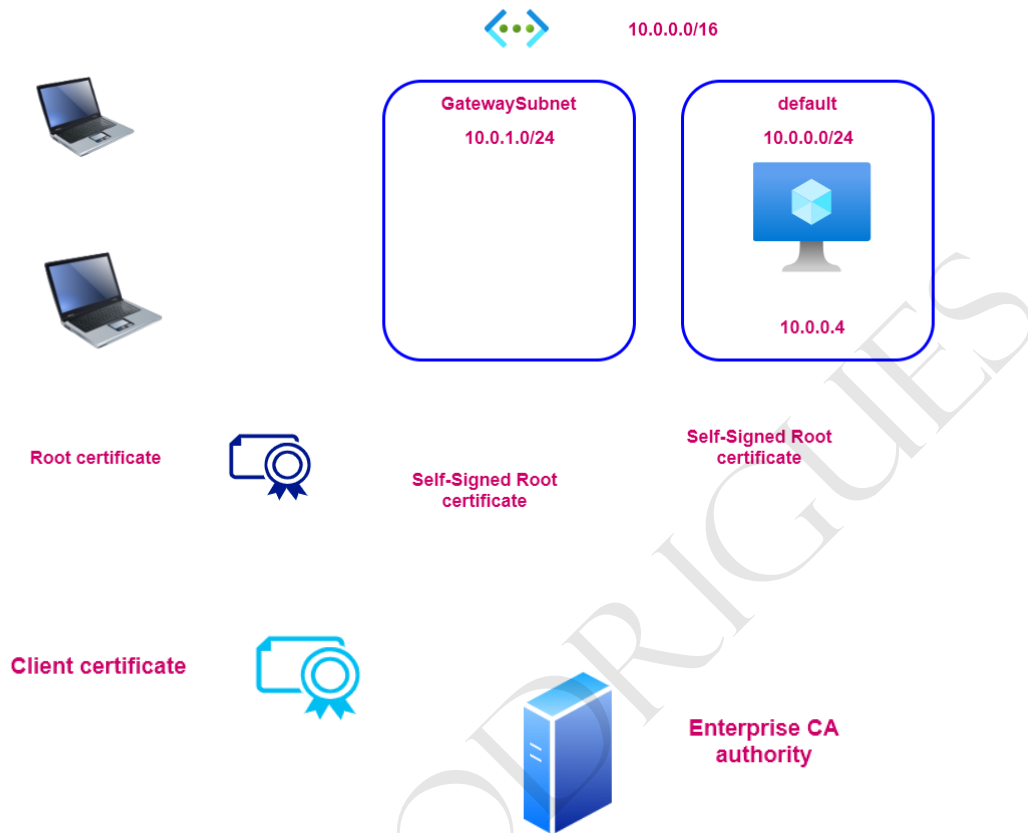 10.0.0.0/16
GatewaySubnet
10.0.1.0/24
default
10.0.0.0/24
10.0.0.4
Root certificate
Self-Signed Root
certificate
Self-Signed Root
certificate
Client certificate
Enterprise CA
authority
ODRIGUES